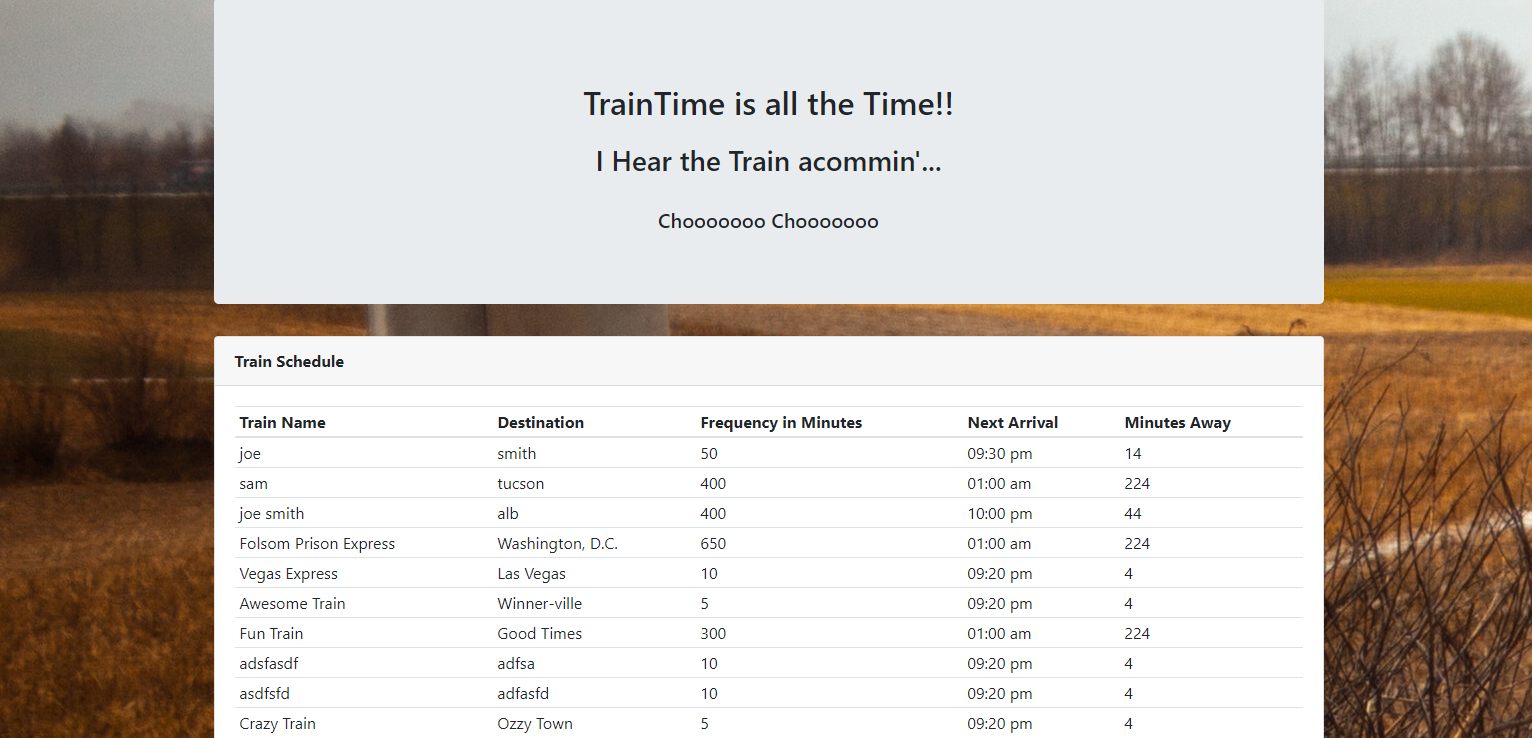 TrainTime is all the Time!!
I Hear the Train acommin'...
Chooooooo Chooooooo
Train Schedule
Train Name Destination Frequency in Minutes Next Arrival Minutes Away
joe smith 50 09:30 pm 14
sam tucson 400 01:00 am 224
joe smith alb 400 10:00 pm 44
Folsom Prison Express Washington, D.C. 650 01:00 am 224
Vegas Express Las Vegas 10 09:20 pm 4
Awesome Train Winner-ville 5 09:20 pm 4
Fun Train Good Times 300 01:00 am 224
adsfasdf adfsa 10 09:20 pm 4
asdfsfd adfasfd 10 09:20 pm 4
Crazy Train Ozzy Town 5 09:20 pm 4